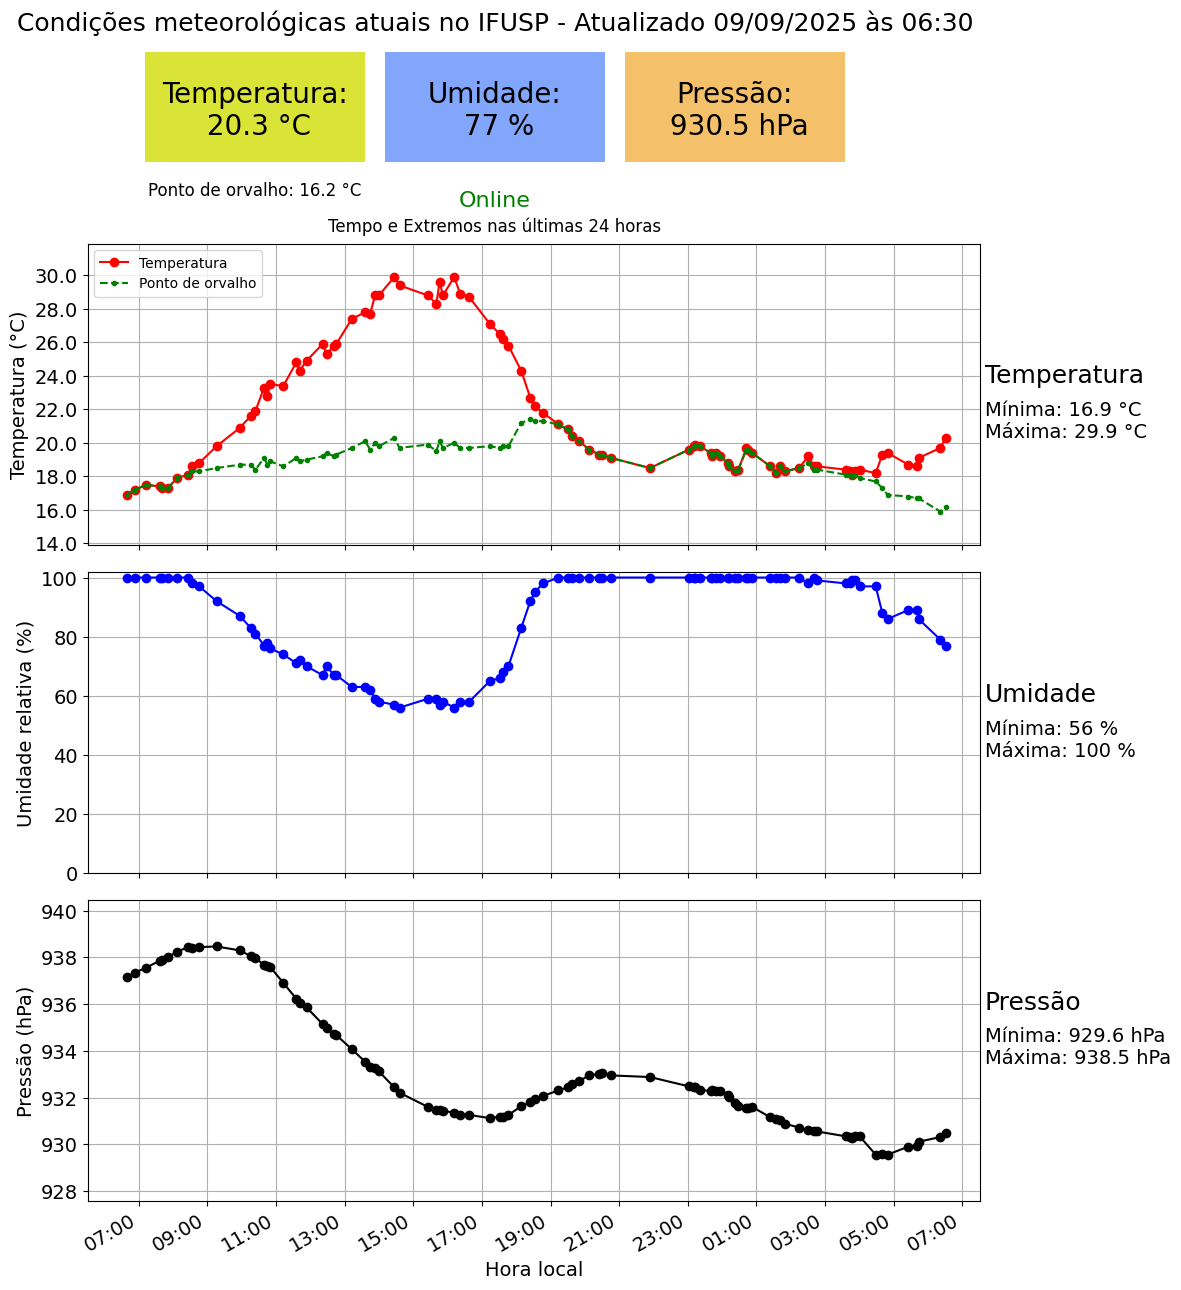 Condições meteorológicas atuais no IFUSP - Atualizado 09/09/2025 às 06:30
Temperatura:
20.3 °C
Umidade:
77 %
Pressão:
930.5 hPa
Ponto de orvalho: 16.2 °C
Online
Tempo e Extremos nas últimas 24 horas
Temperatura
Ponto de orvalho
Temperatura (°C)
30.0
28.0
26.0
24.0
22.0
20.0
18.0
16.0
14.0
Temperatura
Mínima: 16.9 °C
Máxima: 29.9 °C
Umidade relativa (%)
100
80
60
40
20
0
Umidade
Mínima: 56 %
Máxima: 100 %
Pressão (hPa)
940
938
936
934
932
930
928
Pressão
Mínima: 929.6 hPa
Máxima: 938.5 hPa
07:00 09:00 11:00 13:00 15:00 17:00 19:00 21:00 23:00 01:00 03:00 05:00 07:00
Hora local